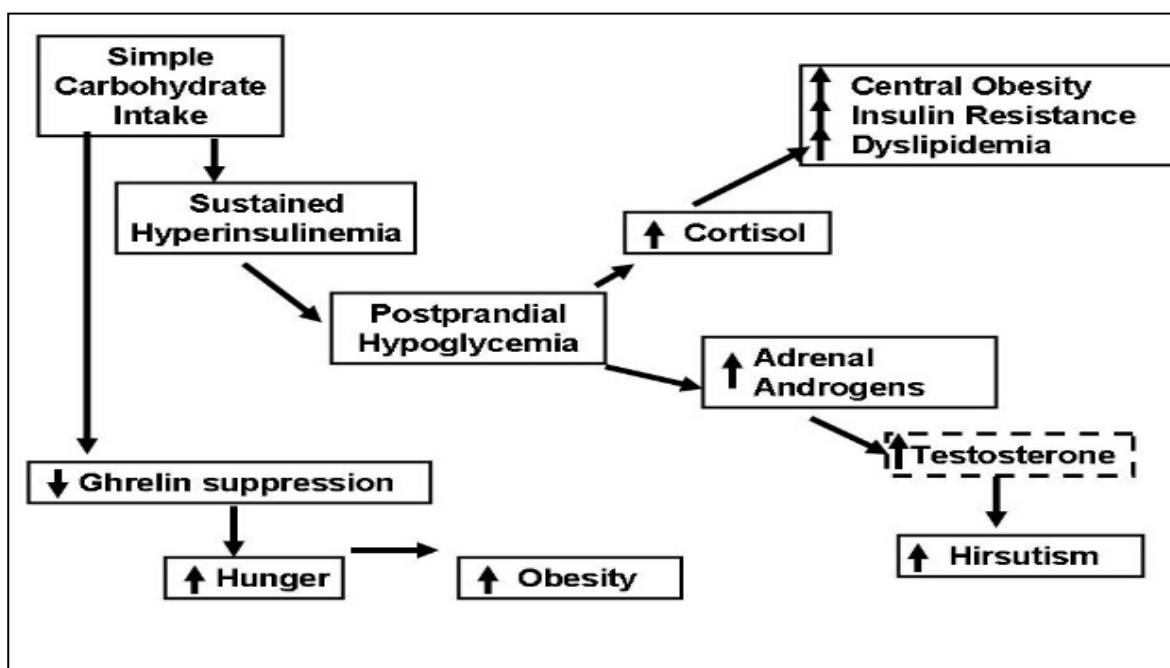 Simple
Carbohydrate
Intake
Sustained
Hyperinsulinemia
Postprandial
Hypoglycemia
↑ Cortisol
↑ Central Obesity
↑ Insulin Resistance
↑ Dyslipidemia
↑ Adrenal
Androgens
↑ Testosterone
↑ Hirsutism
↓ Ghrelin suppression
↑ Hunger
↑ Obesity